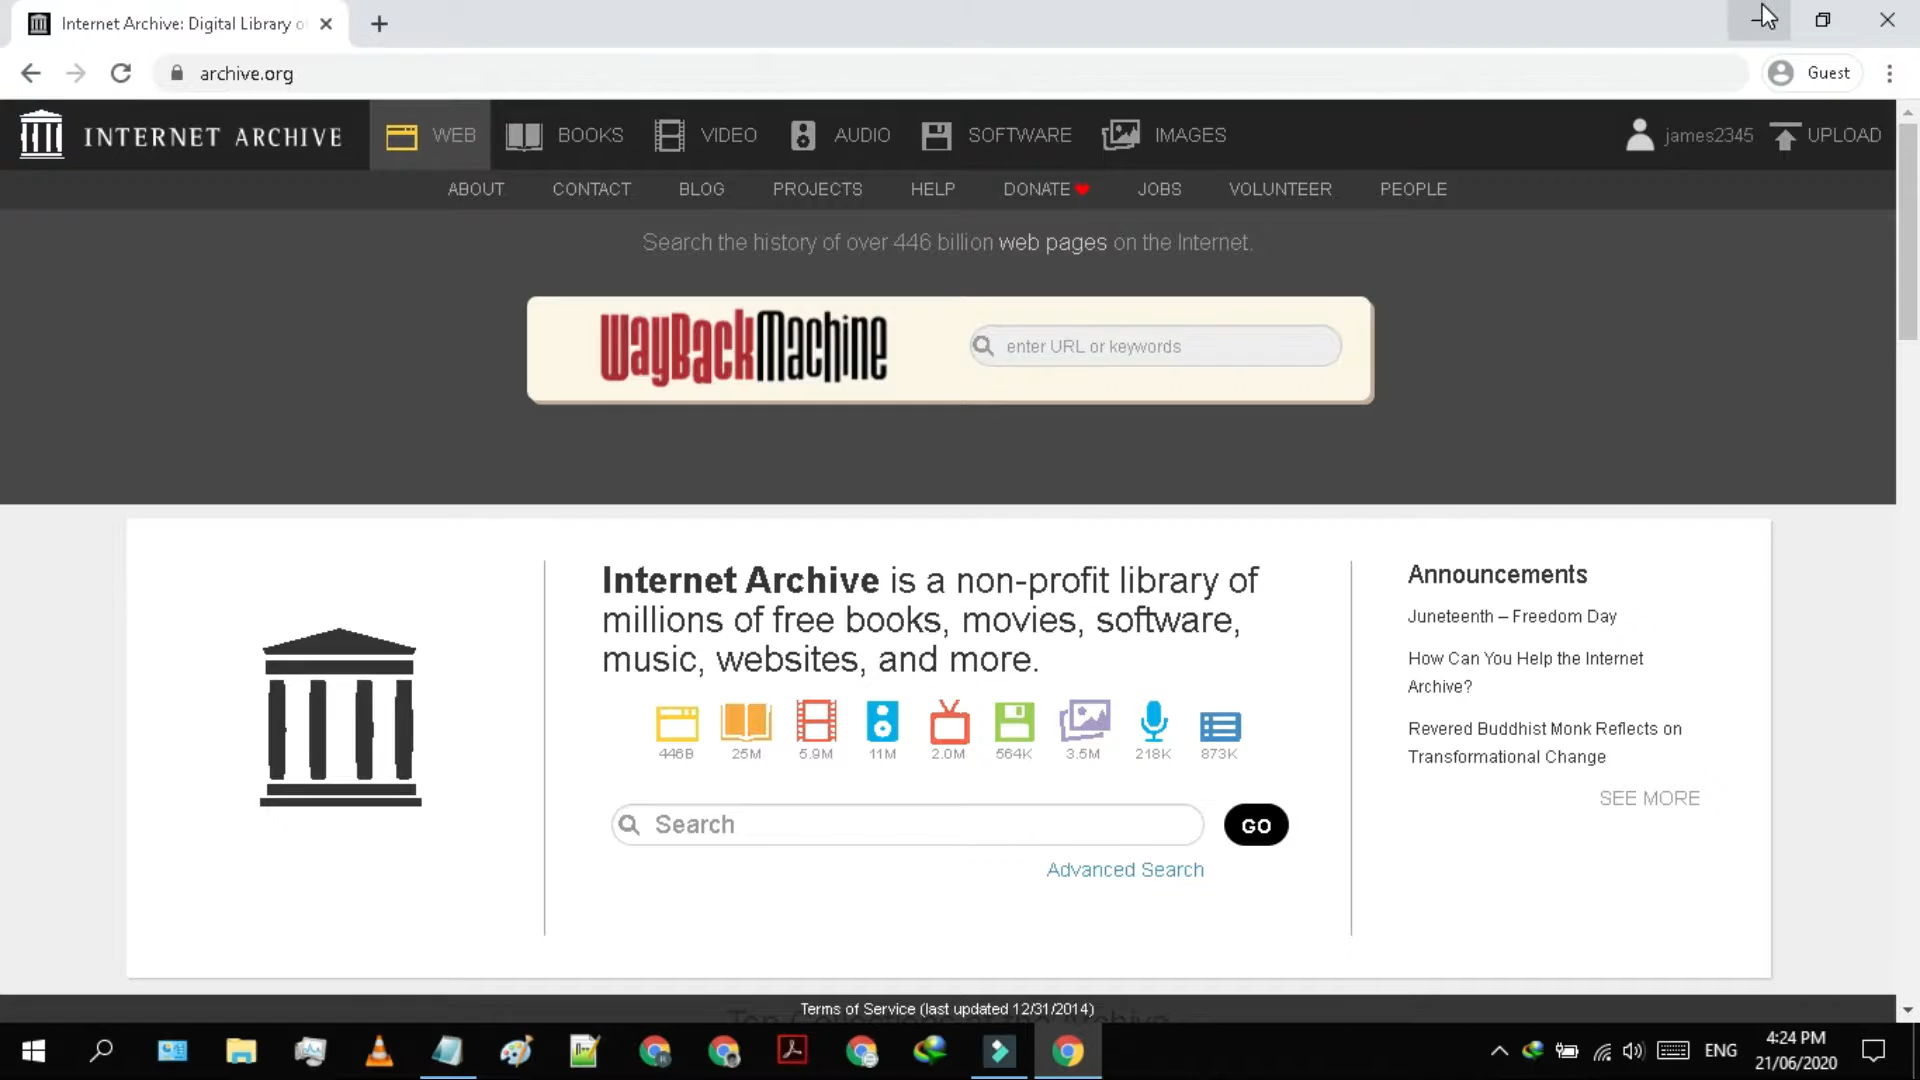 Internet Archive: Digital Library o
archive.org
Guest
INTERNET ARCHIVE
WEB
BOOKS
VIDEO
AUDIO
SOFTWARE
IMAGES
james2345
UPLOAD
ABOUT
CONTACT
BLOG
PROJECTS
HELP
DONATE
JOBS
VOLUNTEER
PEOPLE
Search the history of over 446 billion web pages on the Internet.
WayBackMachine
enter URL or keywords
Internet Archive is a non-profit library of
millions of free books, movies, software,
music, websites, and more.
446B
25M
5.9M
11M
2.0M
564K
3.5M
218K
873K
Search
GO
Advanced Search
Announcements
Juneteenth – Freedom Day
How Can You Help the Internet
Archive?
Revered Buddhist Monk Reflects on
Transformational Change
SEE MORE
Terms of Service (last updated 12/31/2014)
Top Collections at the Archive
ENG
4:24 PM
21/06/2020